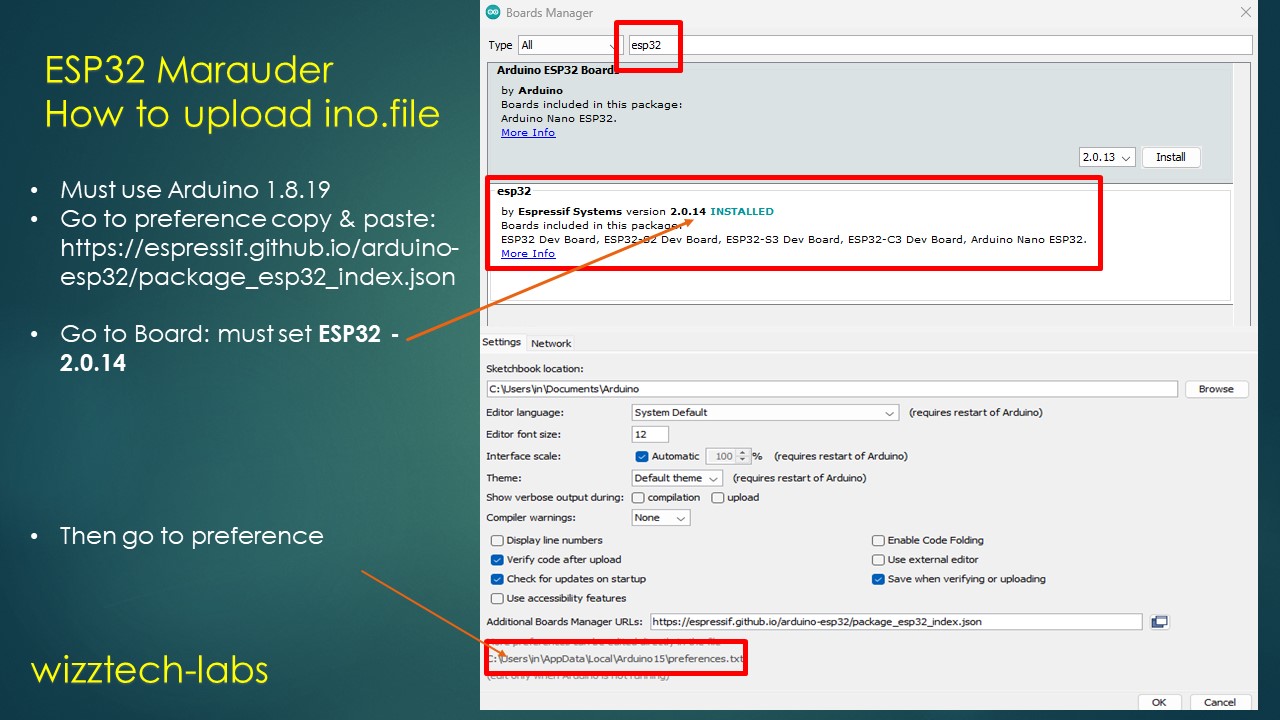 ESP32 Marauder
How to upload ino.file
• Must use Arduino 1.8.19
• Go to preference copy & paste:
https://espressif.github.io/arduino-
esp32/package_esp32_index.json
• Go to Board: must set ESP32 -
2.0.14
• Then go to preference
wizztech-labs
Boards Manager
Type All esp32
Arduino ESP32 Boards
by Arduino
Boards included in this package:
Arduino Nano ESP32.
More Info
2.0.13 Install
esp32
by Espressif Systems version 2.0.14 INSTALLED
Boards included in this package:
ESP32 Dev Board, ESP32-S2 Dev Board, ESP32-S3 Dev Board, ESP32-C3 Dev Board, Arduino Nano ESP32.
More Info
Settings Network
Sketchbook location:
C:\Users\in\Documents\Arduino Browse
Editor language: System Default (requires restart of Arduino)
Editor font size: 12
Interface scale: Automatic 100 % (requires restart of Arduino)
Theme: Default theme (requires restart of Arduino)
Show verbose output during: compilation upload
Compiler warnings: None
Display line numbers Enable Code Folding
Verify code after upload Use external editor
Check for updates on startup Save when verifying or uploading
Use accessibility features
Additional Boards Manager URLs: https://espressif.github.io/arduino-esp32/package_esp32_index.json
More preferences can be edited directly in the file
C:\Users\in\AppData\Local\Arduino15\preferences.txt
(edit only when Arduino is not running)
OK Cancel